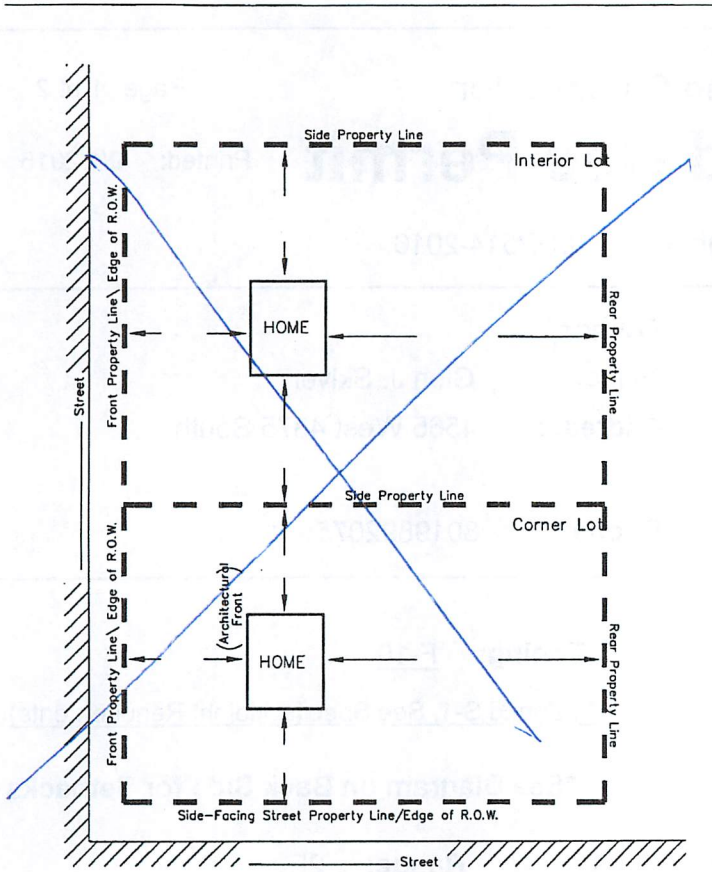 Side Property Line
Interior Lot
Front Property Line\ Edge of R.O.W.
Street
HOME
Rear Property Line
Side Property Line
Corner Lot
Front Property Line\ Edge of R.O.W.
(Architectural
Front)
HOME
Rear Property Line
Side-Facing Street Property Line/Edge of R.O.W.
Street